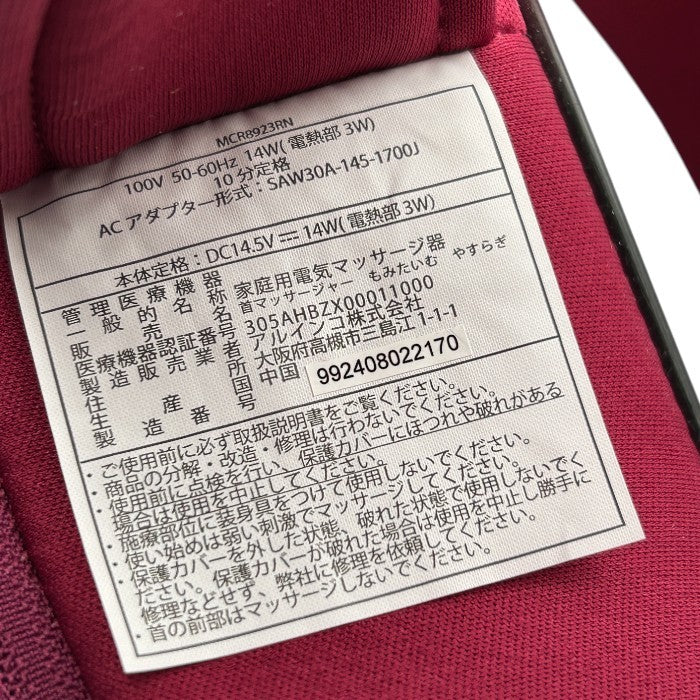 MCR8923RN
100V 50-60Hz 14W(電熱部 3W)
10分定格
ACアダプター形式：SAW30A-145-1700J
本体定格：DC14.5V ⎓ 14W(電熱部 3W)
管理医療機器
一般的名称 家庭用電気マッサージ器
販売名 首マッサージャー もみたいむ やすらぎ
医療機器認証番号 305AHBZX00011000
製造販売業者 アルインコ株式会社
住所 大阪府高槻市三島江1-1-1
生産国 中国
製造番号 992408022170
・ご使用前に必ず取扱説明書をご覧ください。
・商品の分解・改造・修理は行わないでください。
・使用前に点検を行い、保護カバーにほつれや破れがある
場合は使用を中止してください。
・施療部位に装身具をつけて使用しないでください。
・使い始めは弱い刺激でマッサージしてください。
・保護カバーを外した状態、破れた状態で使用しないでく
ださい。保護カバーが破れた場合は使用を中止し勝手に
修理などせず、弊社に修理を依頼してください。
・首の前部はマッサージしないでください。